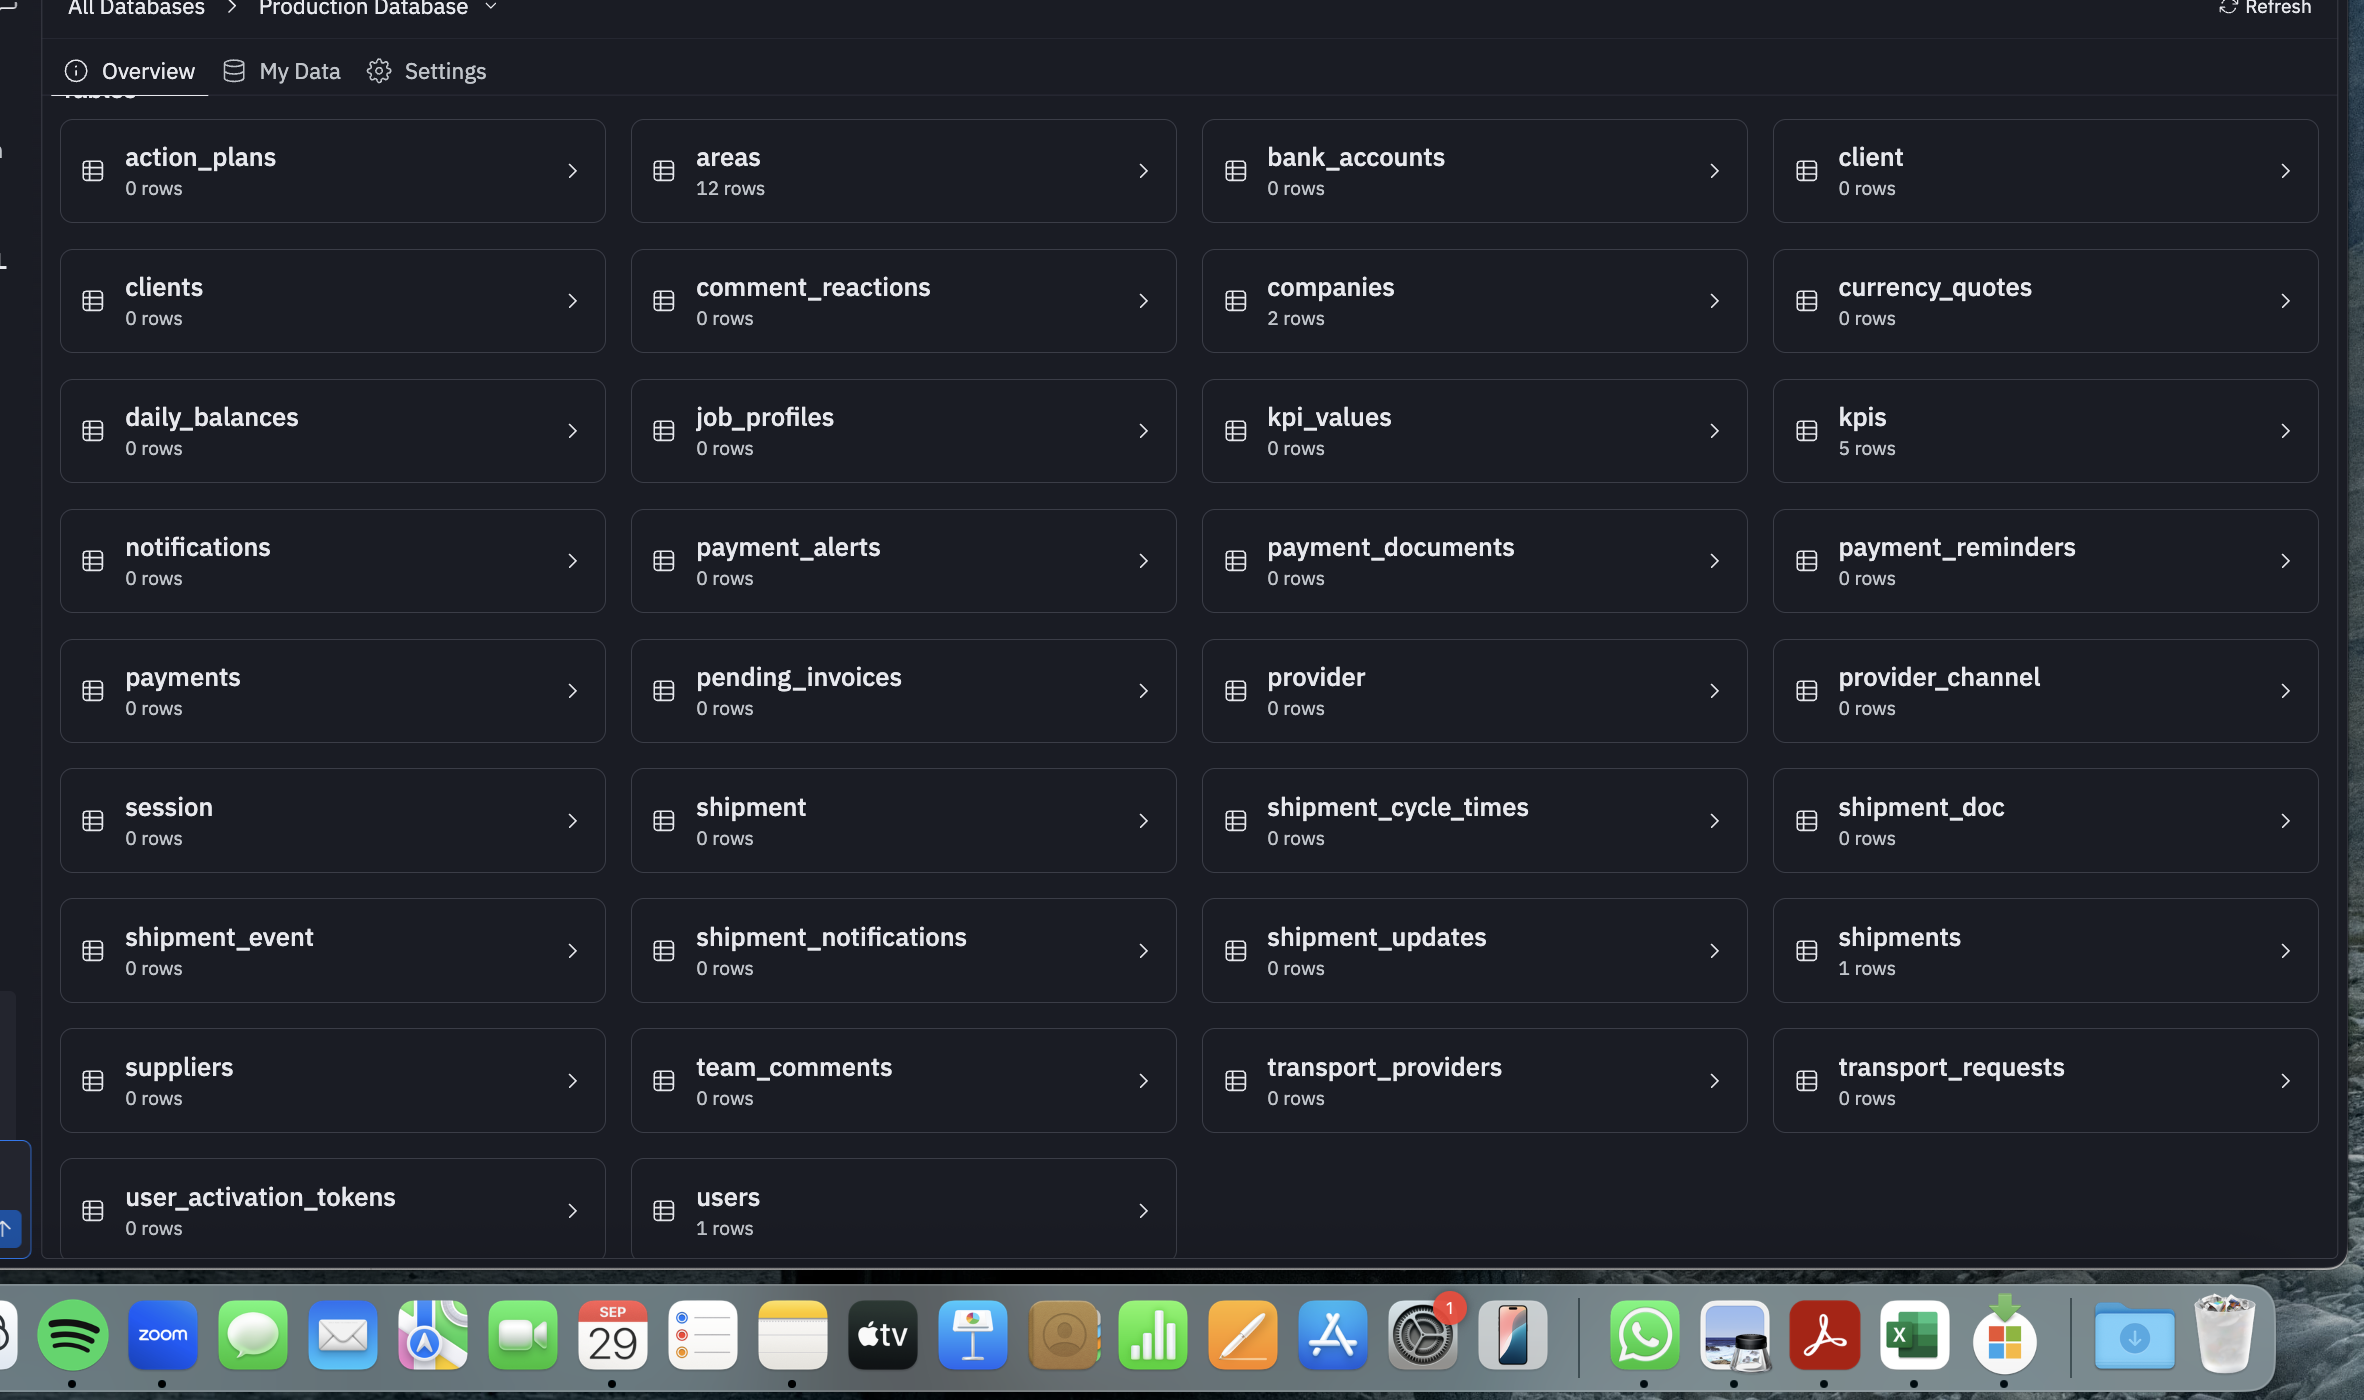 All Databases > Production Database
Refresh
Overview
My Data
Settings
Tables
action_plans
0 rows
areas
12 rows
bank_accounts
0 rows
client
0 rows
clients
0 rows
comment_reactions
0 rows
companies
2 rows
currency_quotes
0 rows
daily_balances
0 rows
job_profiles
0 rows
kpi_values
0 rows
kpis
5 rows
notifications
0 rows
payment_alerts
0 rows
payment_documents
0 rows
payment_reminders
0 rows
payments
0 rows
pending_invoices
0 rows
provider
0 rows
provider_channel
0 rows
session
0 rows
shipment
0 rows
shipment_cycle_times
0 rows
shipment_doc
0 rows
shipment_event
0 rows
shipment_notifications
0 rows
shipment_updates
0 rows
shipments
1 rows
suppliers
0 rows
team_comments
0 rows
transport_providers
0 rows
transport_requests
0 rows
user_activation_tokens
0 rows
users
1 rows
zoom
SEP
29
tv
1
X